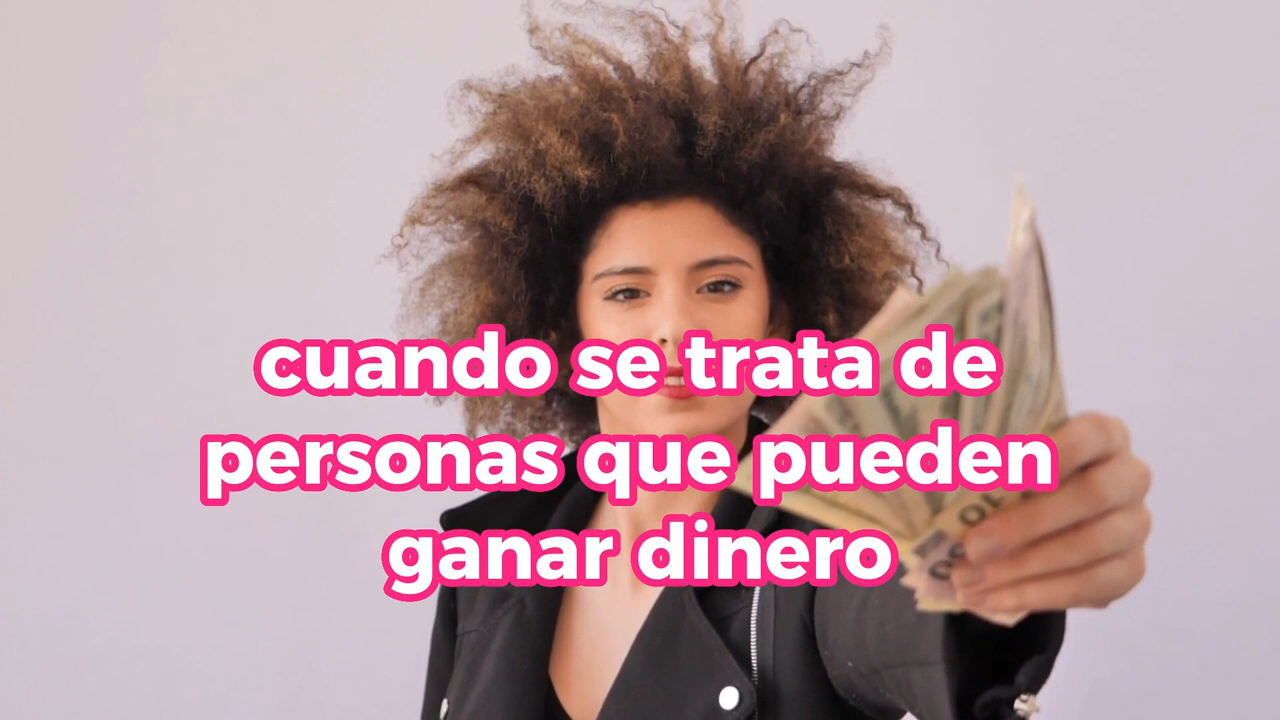 cuando se trata de
personas que pueden
ganar dinero